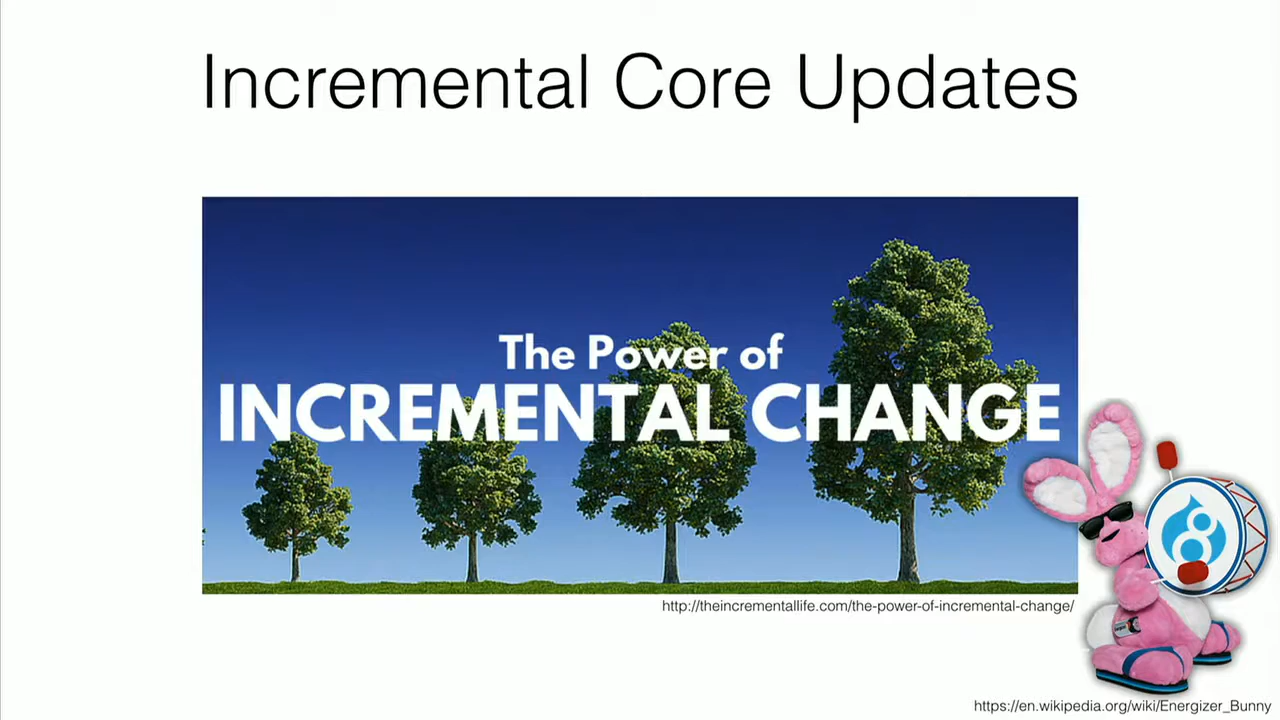 Incremental Core Updates
The Power of
INCREMENTAL CHANGE
http://theincrementallife.com/the-power-of-incremental-change/
8
https://en.wikipedia.org/wiki/Energizer_Bunny